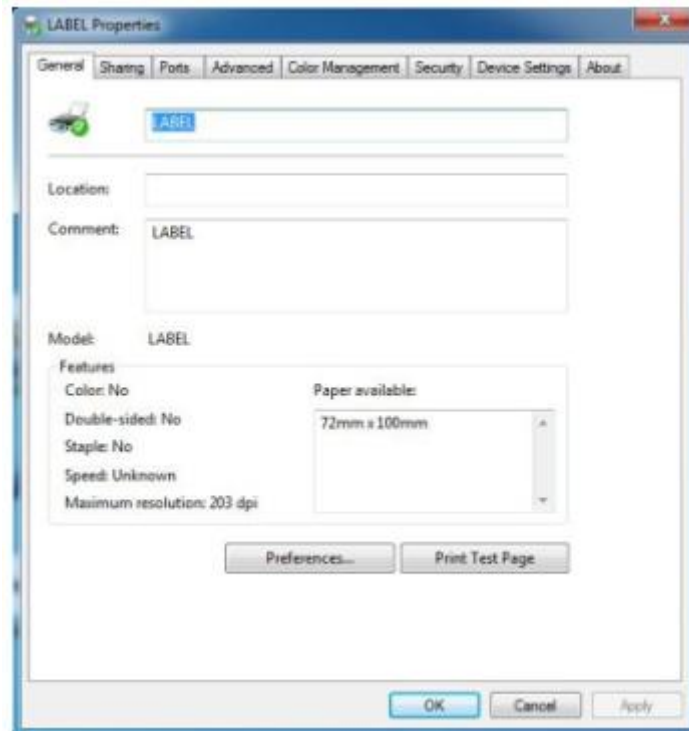 LABEL Properties
General Sharing Ports Advanced Color Management Security Device Settings About
LABEL
Location:
Comment: LABEL
Model: LABEL
Features
Color: No Paper available:
Double-sided: No 72mm x 100mm
Staple: No
Speed: Unknown
Maximum resolution: 203 dpi
Preferences... Print Test Page
OK Cancel Apply